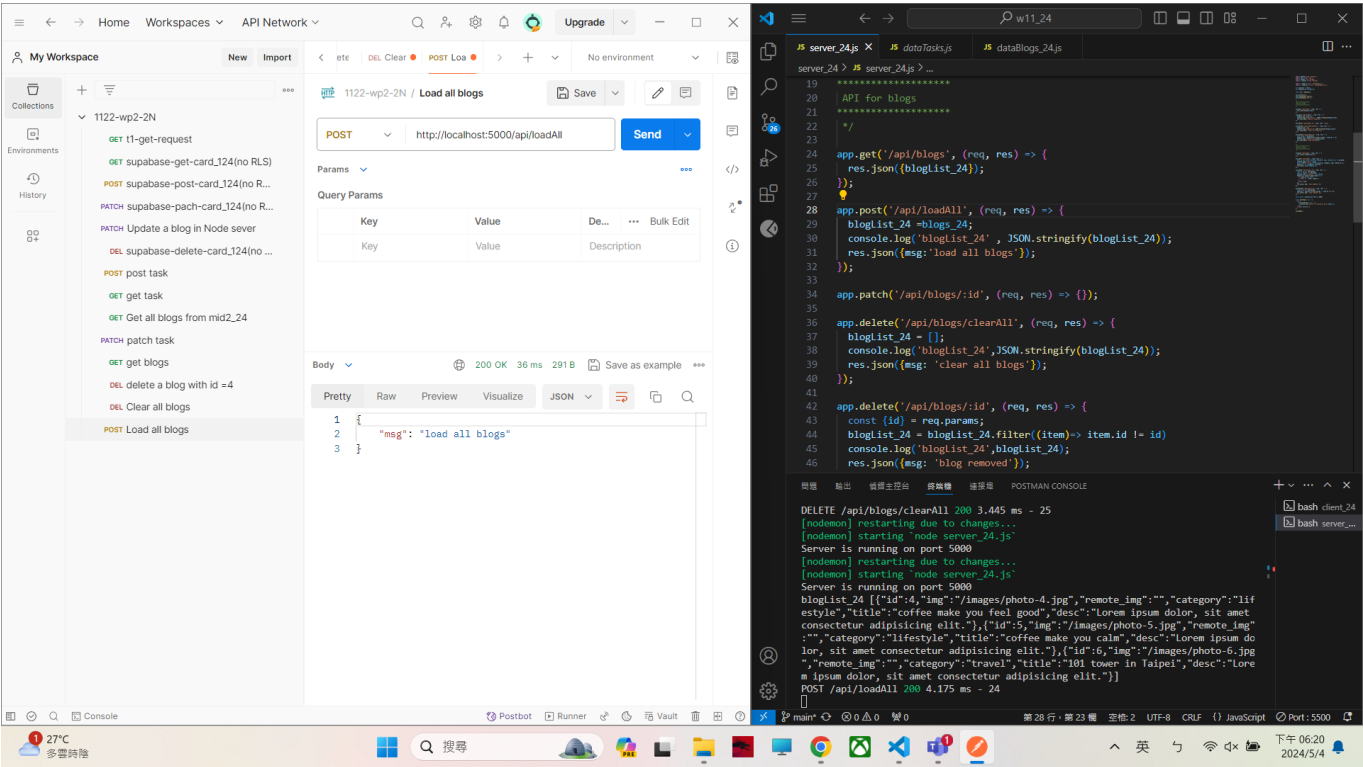 Home Workspaces API Network Upgrade
My Workspace New Import
ete DEL Clear POST Loa No environment
Collections
Environments
History
1122-wp2-2N
GET t1-get-request
GET supabase-get-card_124(no RLS)
POST supabase-post-card_124(no R...
PATCH supabase-pach-card_124(no R...
PATCH Update a blog in Node sever
DEL supabase-delete-card_124(no ...
POST post task
GET get task
GET Get all blogs from mid2_24
PATCH patch task
GET get blogs
DEL delete a blog with id =4
DEL Clear all blogs
POST Load all blogs
HTTP 1122-wp2-2N / Load all blogs Save
POST http://localhost:5000/api/loadAll Send
Params
Query Params
Key Value De... Bulk Edit
Key Value Description
Body 200 OK 36 ms 291 B Save as example
Pretty Raw Preview Visualize JSON
1 {
2 "msg": "load all blogs"
3 }
Console Postbot Runner Vault
w11_24
JS server_24.js JS dataTasks.js JS dataBlogs_24.js
server_24 > JS server_24.js > ...
26
19 ********************
20 API for blogs
21 ********************
22 */
23
24 app.get('/api/blogs', (req, res) => {
25 res.json({blogList_24});
26 });
27
28 app.post('/api/loadAll', (req, res) => {
29 blogList_24 =blogs_24;
30 console.log('blogList_24' , JSON.stringify(blogList_24));
31 res.json({msg:'load all blogs'});
32 });
33
34 app.patch('/api/blogs/:id', (req, res) => {});
35
36 app.delete('/api/blogs/clearAll', (req, res) => {
37 blogList_24 = [];
38 console.log('blogList_24',JSON.stringify(blogList_24));
39 res.json({msg: 'clear all blogs'});
40 });
41
42 app.delete('/api/blogs/:id', (req, res) => {
43 const {id} = req.params;
44 blogList_24 = blogList_24.filter((item)=> item.id != id)
45 console.log('blogList_24',blogList_24);
46 res.json({msg: 'blog removed'});
問題 輸出 偵錯主控台 終端機 連接埠 POSTMAN CONSOLE
bash client_24
bash server_...
DELETE /api/blogs/clearAll 200 3.445 ms - 25
[nodemon] restarting due to changes...
[nodemon] starting `node server_24.js`
Server is running on port 5000
[nodemon] restarting due to changes...
[nodemon] starting `node server_24.js`
Server is running on port 5000
blogList_24 [{"id":4,"img":"/images/photo-4.jpg","remote_img":"","category":"lif
estyle","title":"coffee make you feel good","desc":"Lorem ipsum dolor, sit amet
consectetur adipisicing elit."},{"id":5,"img":"/images/photo-5.jpg","remote_img"
:"","category":"lifestyle","title":"coffee make you calm","desc":"Lorem ipsum do
lor, sit amet consectetur adipisicing elit."},{"id":6,"img":"/images/photo-6.jpg
","remote_img":"","category":"travel","title":"101 tower in Taipei","desc":"Lore
m ipsum dolor, sit amet consectetur adipisicing elit."}]
POST /api/loadAll 200 4.175 ms - 24
main* 0 0 0 第 28 行，第 23 欄 空格: 2 UTF-8 CRLF {} JavaScript Port : 5500
1 27°C
多雲時陰
搜尋
PRE
1
英
下午 06:20
2024/5/4